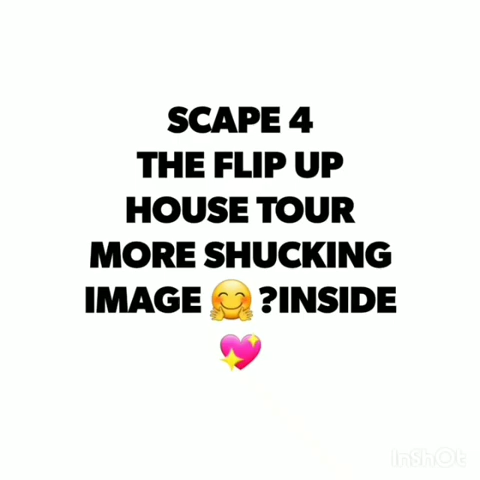 SCAPE 4
THE FLIP UP
HOUSE TOUR
MORE SHUCKING
IMAGE 🤗?INSIDE
💖
InShOt